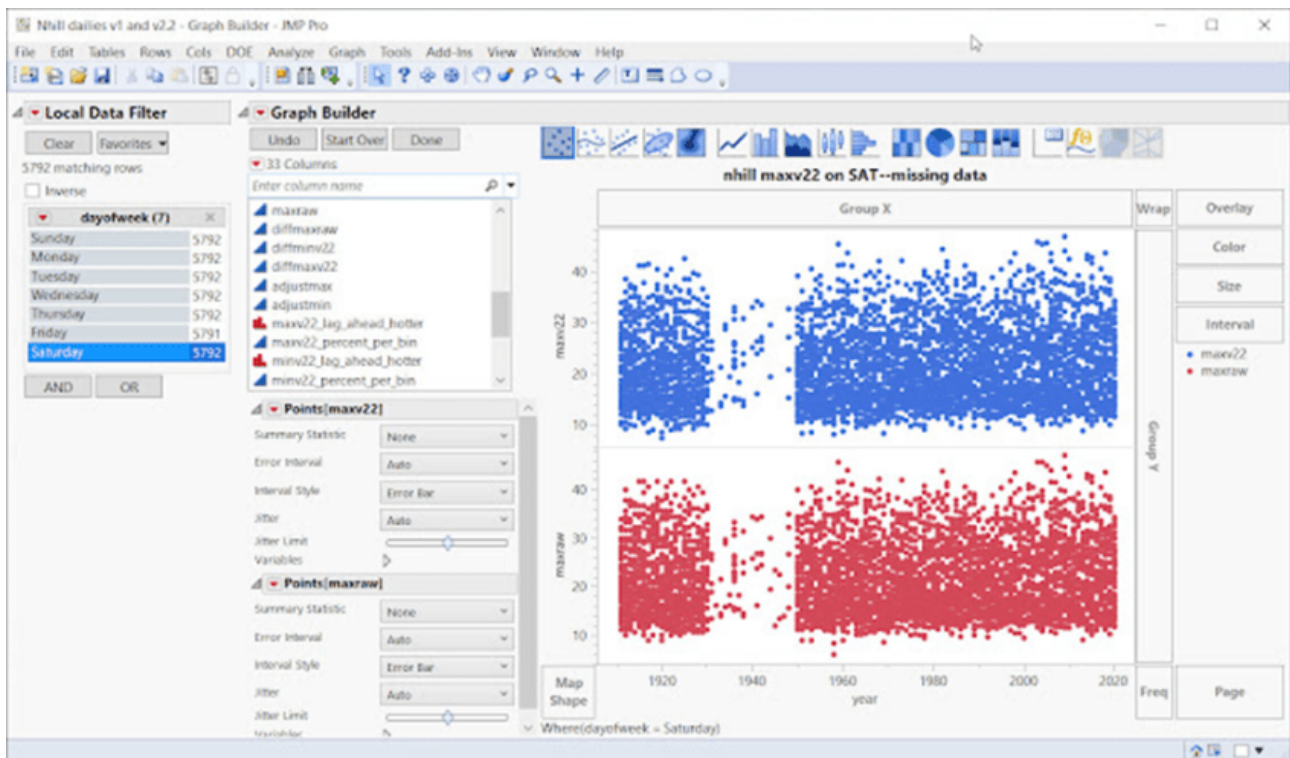 Nhill dailies v1 and v2.2 - Graph Builder - JMP Pro
File Edit Tables Rows Cols DOE Analyze Graph Tools Add-Ins View Window Help
Local Data Filter
Clear Favorites
5792 matching rows
Inverse
dayofweek (7)
Sunday 5792
Monday 5792
Tuesday 5792
Wednesday 5792
Thursday 5792
Friday 5791
Saturday 5792
AND OR
Graph Builder
Undo Start Over Done
33 Columns
Enter column name
maxraw
diffmaxraw
diffminv22
diffmaxv22
adjustmax
adjustmin
maxv22_lag_ahead_hotter
maxv22_percent_per_bin
minv22_lag_ahead_hotter
minv22_percent_per_bin
Points[maxv22]
Summary Statistic None
Error Interval Auto
Interval Style Error Bar
Jitter Auto
Jitter Limit
Variables
Points[maxraw]
Summary Statistic None
Error Interval Auto
Interval Style Error Bar
Jitter Auto
Jitter Limit
Variables
nhill maxv22 on SAT--missing data
Group X Wrap Overlay
Color
Size
Interval
maxv22
maxraw
maxv22
40
30
20
10
maxraw
40
30
20
10
Group Y
Map Shape
1920 1940 1960 1980 2000 2020
year
Freq Page
Where(dayofweek = Saturday)